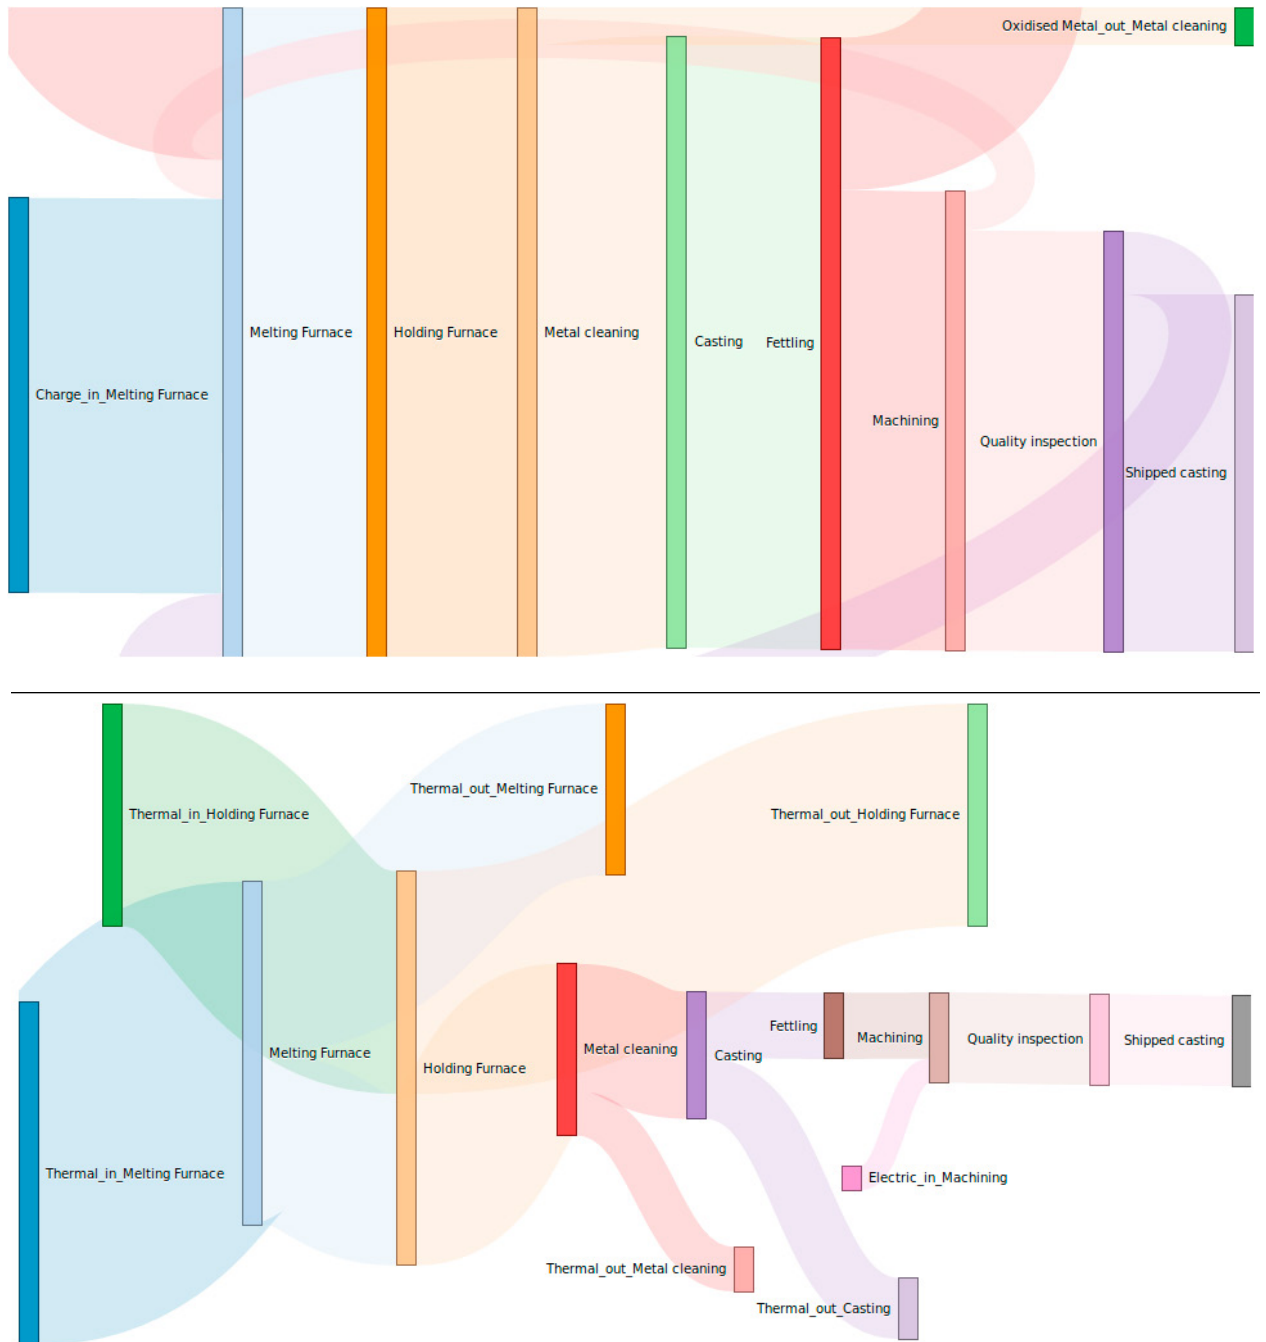 Oxidised Metal_out_Metal cleaning
Melting Furnace
Holding Furnace
Metal cleaning
Casting
Fettling
Charge_in_Melting Furnace
Machining
Quality inspection
Shipped casting
Thermal_out_Melting Furnace
Thermal_in_Holding Furnace
Thermal_out_Holding Furnace
Fettling
Machining
Quality inspection
Shipped casting
Metal cleaning
Casting
Melting Furnace
Holding Furnace
Thermal_in_Melting Furnace
Electric_in_Machining
Thermal_out_Metal cleaning
Thermal_out_Casting